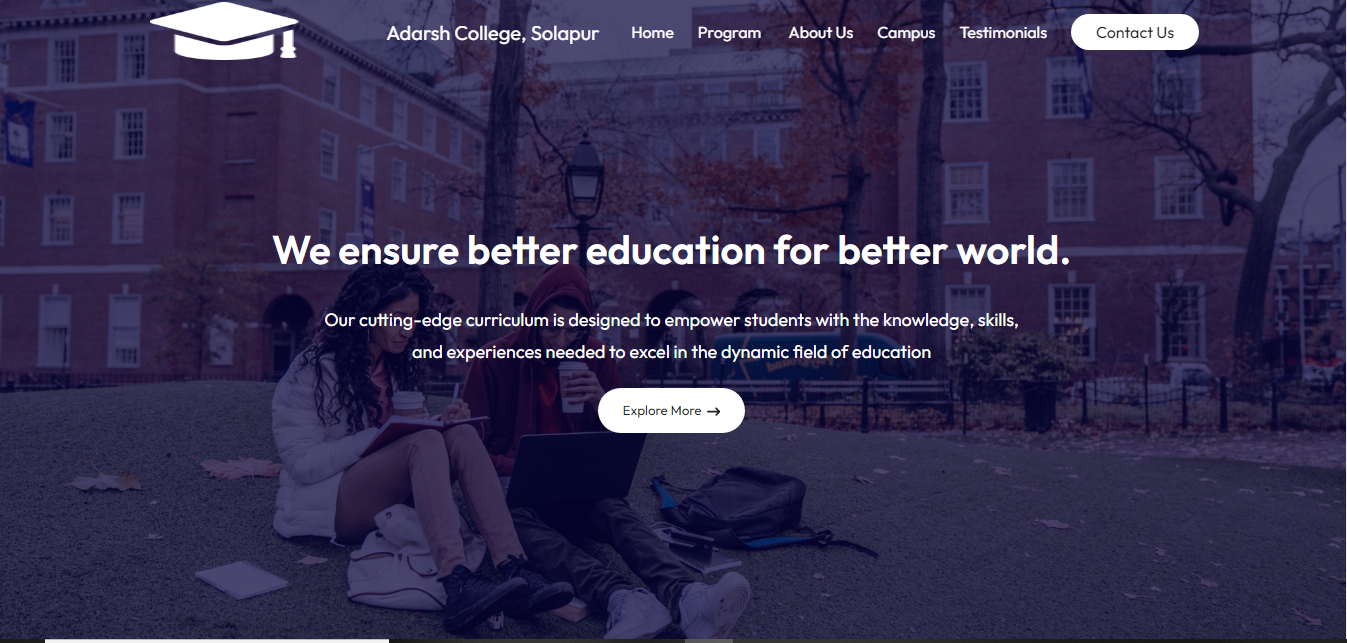 Adarsh College, Solapur Home Program About Us Campus Testimonials Contact Us
We ensure better education for better world.
Our cutting-edge curriculum is designed to empower students with the knowledge, skills,
and experiences needed to excel in the dynamic field of education
Explore More →